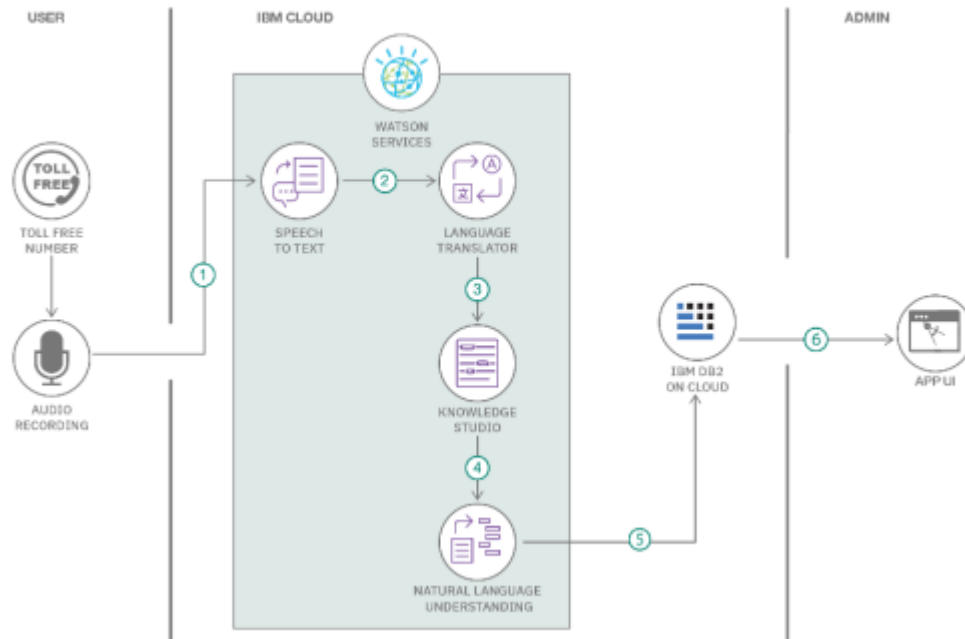 USER
IBM CLOUD
ADMIN
WATSON
SERVICES
TOLL
FREE
TOLL FREE
NUMBER
1
SPEECH
TO TEXT
2
A
文
LANGUAGE
TRANSLATOR
3
AUDIO
RECORDING
KNOWLEDGE
STUDIO
4
NATURAL LANGUAGE
UNDERSTANDING
5
IBM DB2
ON CLOUD
6
APP UI